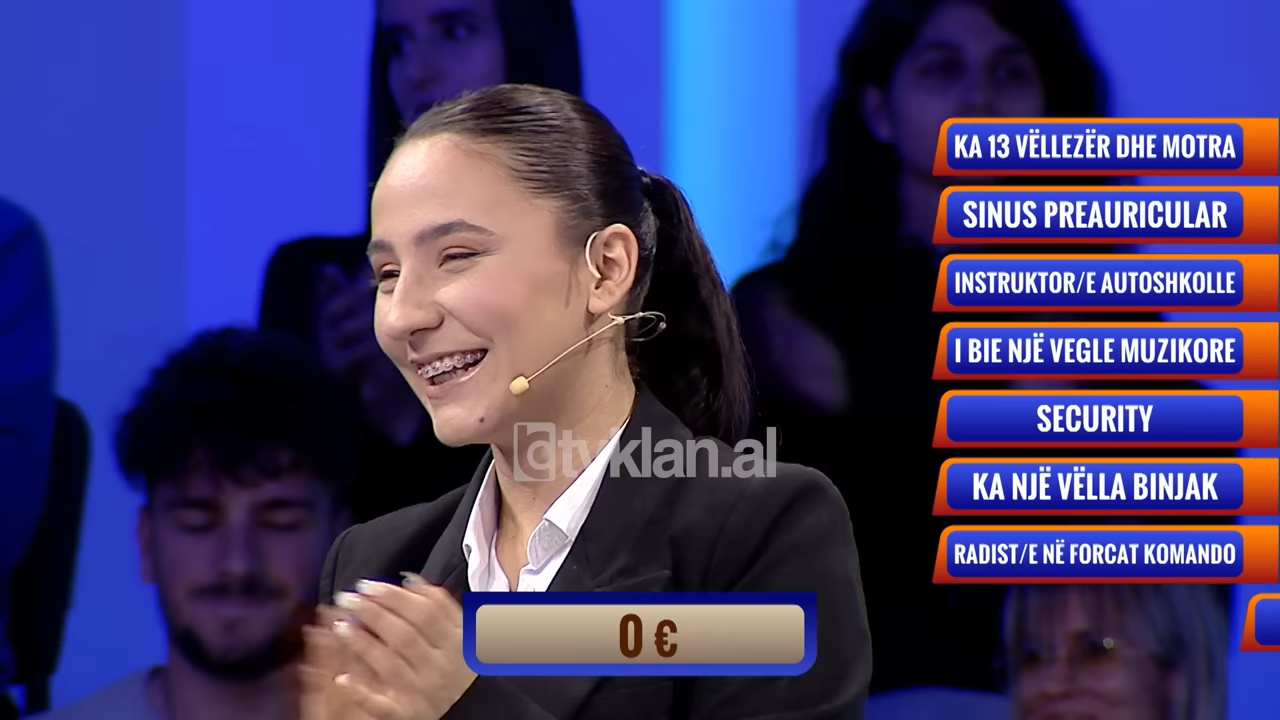 KA 13 VËLLEZËR DHE MOTRA
SINUS PREAURICULAR
INSTRUKTOR/E AUTOSHKOLLE
I BIE NJË VEGLE MUZIKORE
SECURITY
KA NJË VËLLA BINJAK
RADIST/E NË FORCAT KOMANDO
tvklan.al
0 €